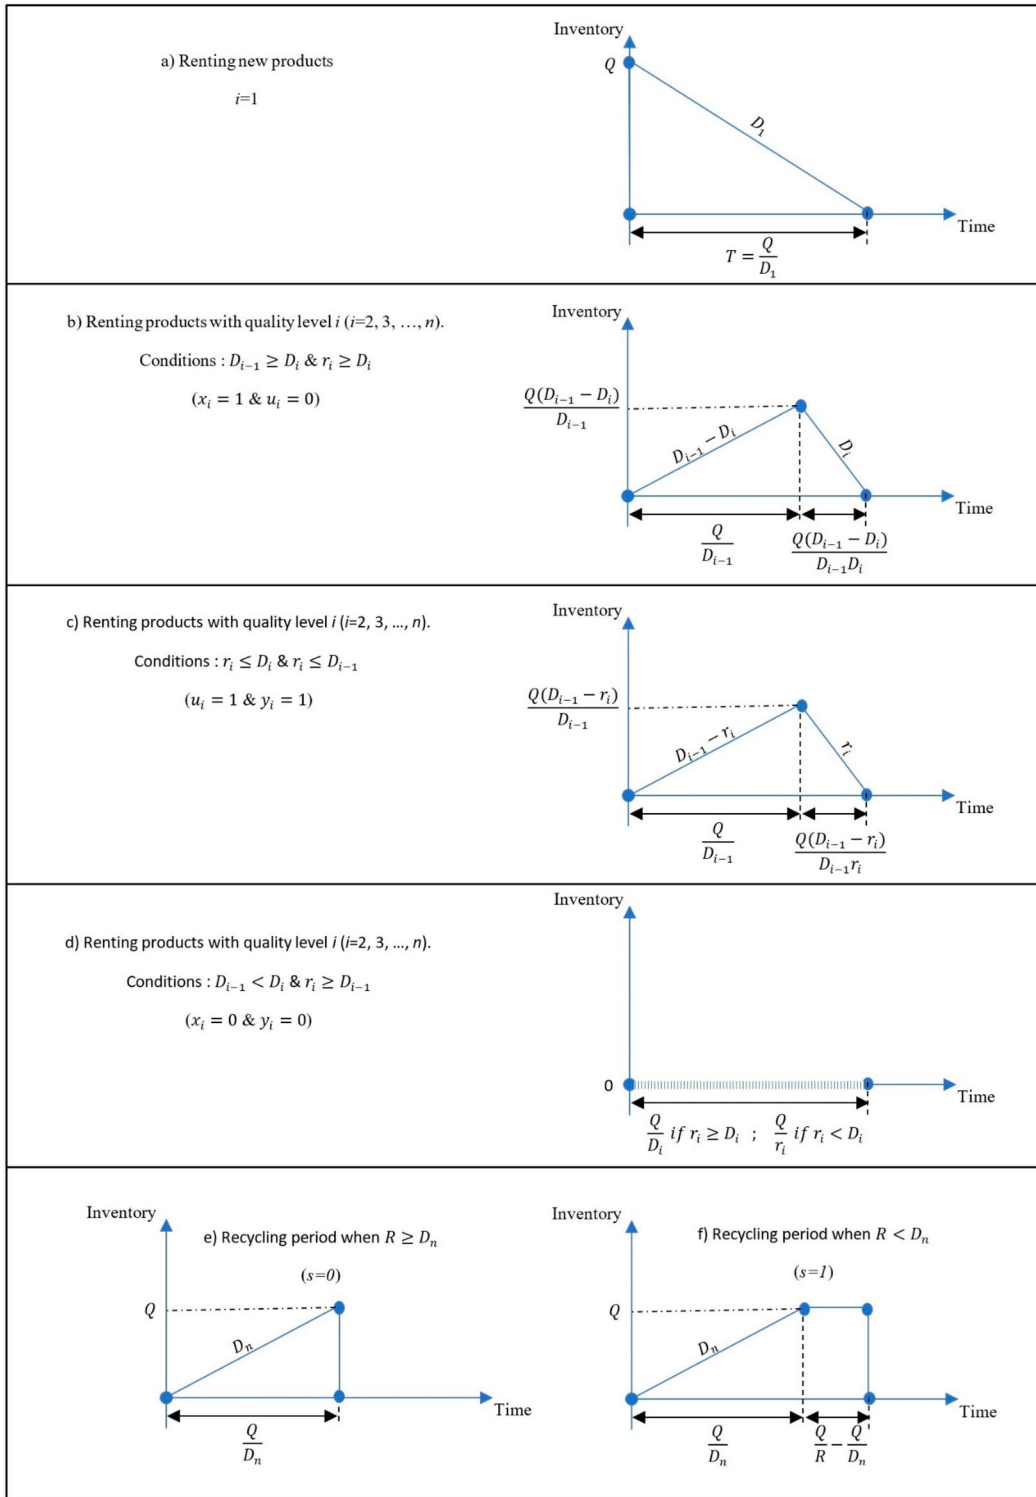 a) Renting new products
i=1
Inventory
Q
D₁
Time
T = Q/D₁
b) Renting products with quality level i (i=2, 3, …, n).
Conditions : Dᵢ₋₁ ≥ Dᵢ & rᵢ ≥ Dᵢ
(xᵢ = 1 & uᵢ = 0)
Inventory
Q(Dᵢ₋₁ − Dᵢ)/Dᵢ₋₁
Dᵢ₋₁ − Dᵢ
Dᵢ
Time
Q/Dᵢ₋₁
Q(Dᵢ₋₁ − Dᵢ)/Dᵢ₋₁Dᵢ
c) Renting products with quality level i (i=2, 3, ..., n).
Conditions : rᵢ ≤ Dᵢ & rᵢ ≤ Dᵢ₋₁
(uᵢ = 1 & yᵢ = 1)
Inventory
Q(Dᵢ₋₁ − rᵢ)/Dᵢ₋₁
Dᵢ₋₁ − rᵢ
rᵢ
Time
Q/Dᵢ₋₁
Q(Dᵢ₋₁ − rᵢ)/Dᵢ₋₁rᵢ
d) Renting products with quality level i (i=2, 3, ..., n).
Conditions : Dᵢ₋₁ < Dᵢ & rᵢ ≥ Dᵢ₋₁
(xᵢ = 0 & yᵢ = 0)
Inventory
0
Time
Q/Dᵢ if rᵢ ≥ Dᵢ ; Q/rᵢ if rᵢ < Dᵢ
Inventory
e) Recycling period when R ≥ Dₙ
(s=0)
Q
Dₙ
Time
Q/Dₙ
Inventory
f) Recycling period when R < Dₙ
(s=1)
Q
Dₙ
Time
Q/Dₙ
Q/R − Q/Dₙ